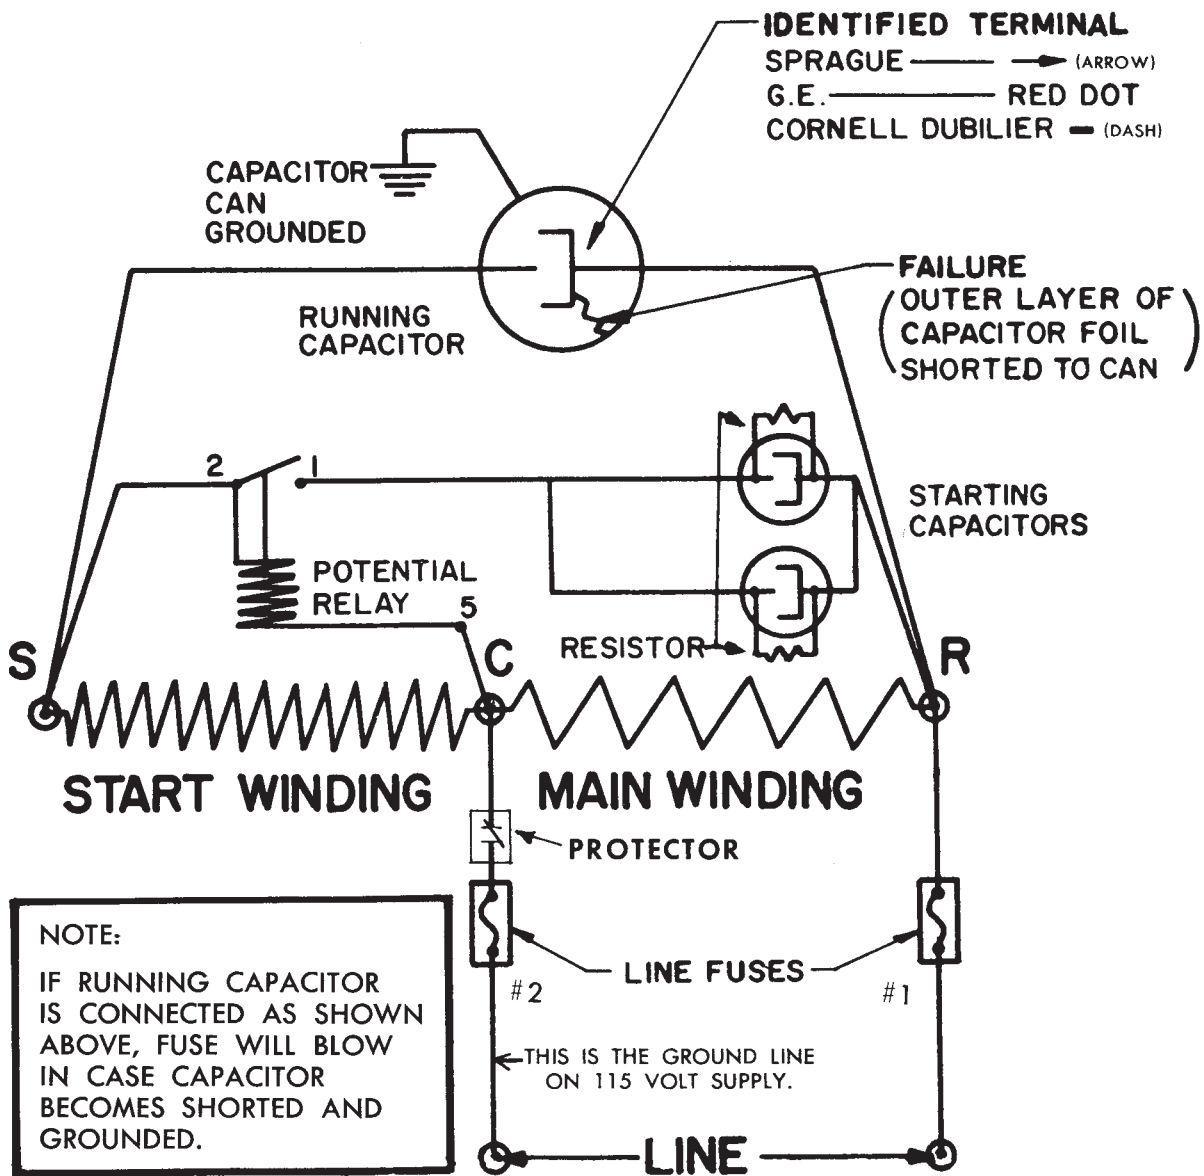 IDENTIFIED TERMINAL
SPRAGUE (ARROW)
G.E. RED DOT
CORNELL DUBILIER (DASH)
CAPACITOR
CAN
GROUNDED
FAILURE
(OUTER LAYER OF
CAPACITOR FOIL
SHORTED TO CAN)
RUNNING
CAPACITOR
2 1
STARTING
CAPACITORS
POTENTIAL
RELAY 5
RESISTOR
S C R
START WINDING MAIN WINDING
PROTECTOR
LINE FUSES
#2 #1
NOTE:
IF RUNNING CAPACITOR
IS CONNECTED AS SHOWN
ABOVE, FUSE WILL BLOW
IN CASE CAPACITOR
BECOMES SHORTED AND
GROUNDED.
THIS IS THE GROUND LINE
ON 115 VOLT SUPPLY.
LINE